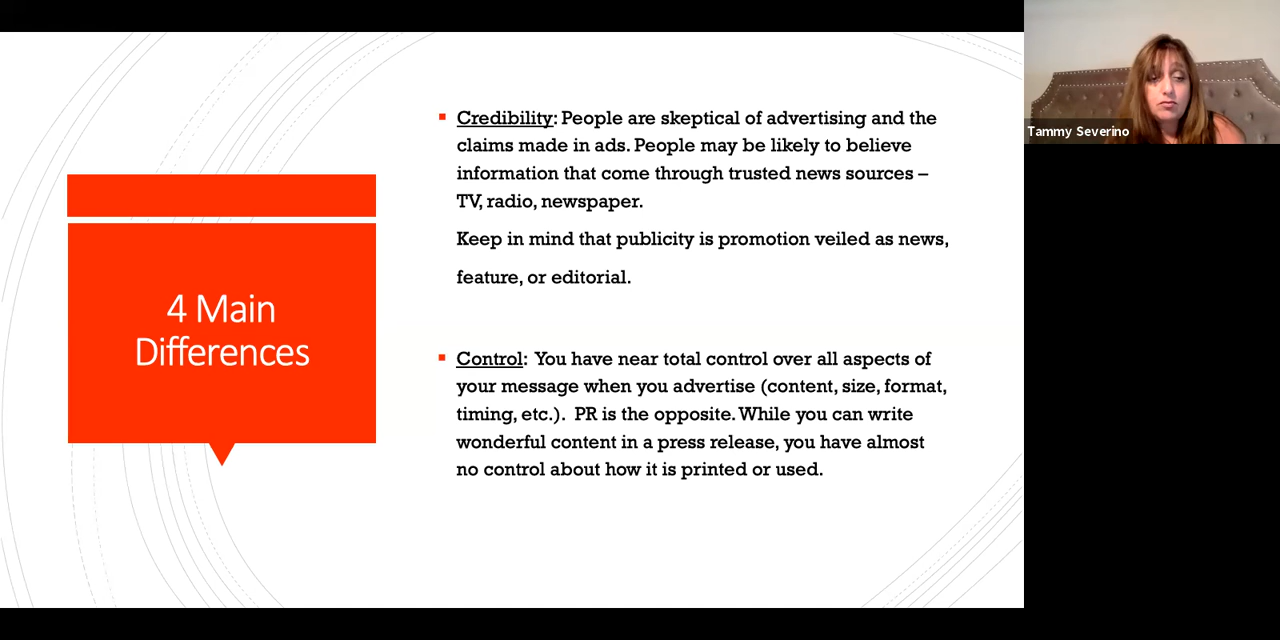 4 Main
Differences
Credibility: People are skeptical of advertising and the
claims made in ads. People may be likely to believe
information that come through trusted news sources –
TV, radio, newspaper.
Keep in mind that publicity is promotion veiled as news,
feature, or editorial.
Control:  You have near total control over all aspects of
your message when you advertise (content, size, format,
timing, etc.).  PR is the opposite. While you can write
wonderful content in a press release, you have almost
no control about how it is printed or used.
Tammy Severino